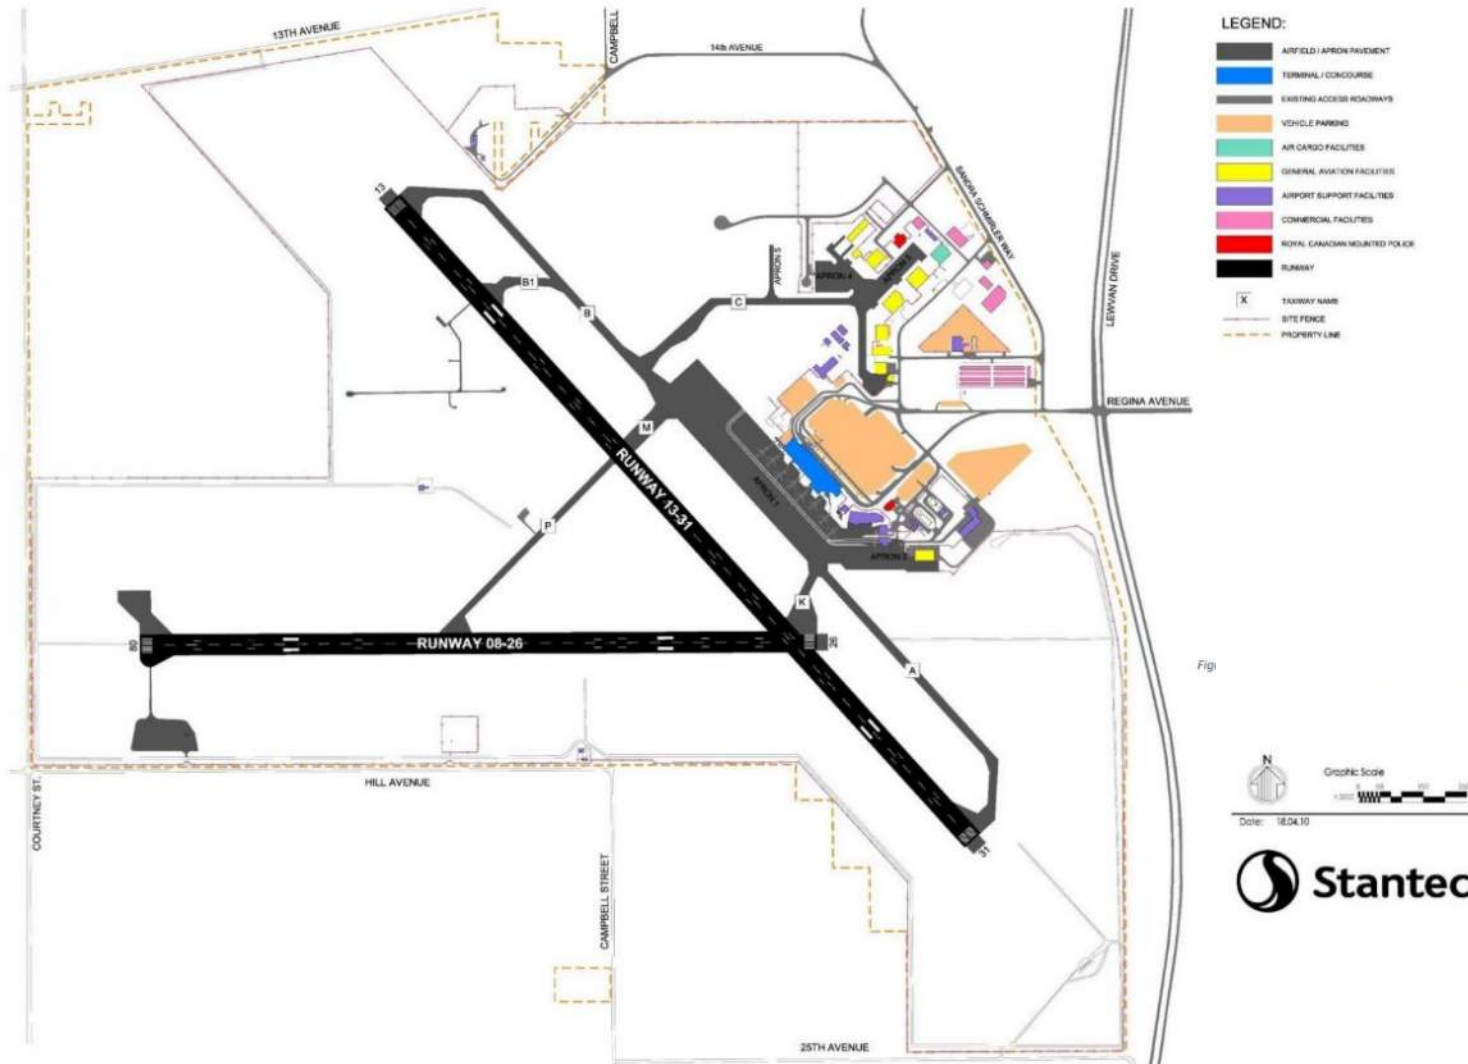 13TH AVENUE
CAMPBELL
14th AVENUE
SANDRA SCHMIRLER WAY
LEWVAN DRIVE
REGINA AVENUE
13
B1
B
C
APRON 5
APRON 4
APRON 3
M
P
RUNWAY 13-31
APRON 1
APRON 2
K
A
08
RUNWAY 08-26
26
31
HILL AVENUE
COURTNEY ST.
CAMPBELL STREET
25TH AVENUE
LEGEND:
AIRFIELD / APRON PAVEMENT
TERMINAL / CONCOURSE
EXISTING ACCESS ROADWAYS
VEHICLE PARKING
AIR CARGO FACILITIES
GENERAL AVIATION FACILITIES
AIRPORT SUPPORT FACILITIES
COMMERCIAL FACILITIES
ROYAL CANADIAN MOUNTED POLICE
RUNWAY
X TAXIWAY NAME
SITE FENCE
PROPERTY LINE
Figu
N
Graphic Scale
Date: 18.04.10
Stantec